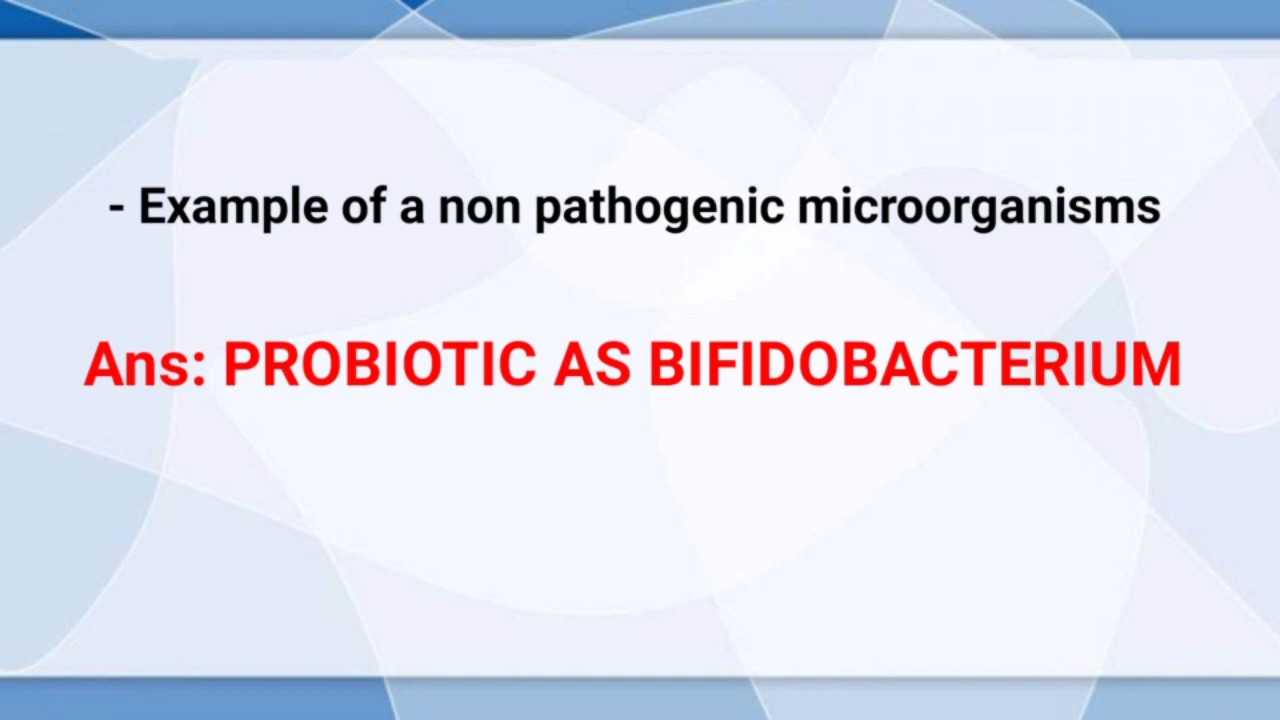 - Example of a non pathogenic microorganisms
Ans: PROBIOTIC AS BIFIDOBACTERIUM